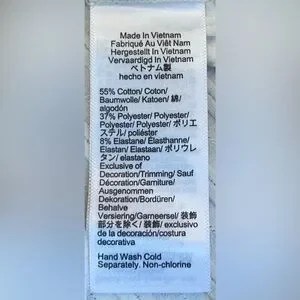 Made In Vietnam
Fabriqué Au Viêt Nam
Hergestellt In Vietnam
Vervaardigd In Vietnam
ベトナム製
hecho en vietnam
55% Cotton/ Coton/
Baumwolle/ Katoen/ 綿/
algodón
37% Polyester/ Polyester/
Polyester/ Polyester/ ポリエ
ステル/ poliéster
8% Elastane/ Élasthanne/
Elastan/ Elastaan/ ポリウレ
タン/ elastano
Exclusive of
Decoration/Trimming/ Sauf
Décoration/Garniture/
Ausgenommen
Dekoration/Bordüren/
Behalve
Versiering/Garneersel/ 装飾
部分を除く/ 装飾/ exclusivo
de la decoración/costura
decorativa
Hand Wash Cold
Separately. Non-chlorine